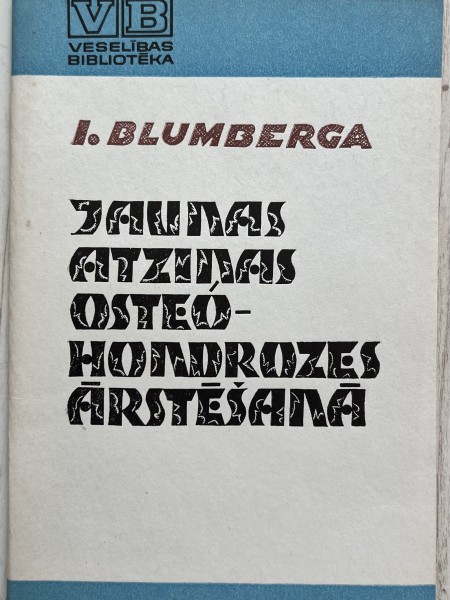 VB
VESELĪBAS
BIBLIOTĒKA
I. BLUMBERGA
JAUNAS
ATZIŅAS
OSTEO-
HONDROZES
ĀRSTĒŠANĀ